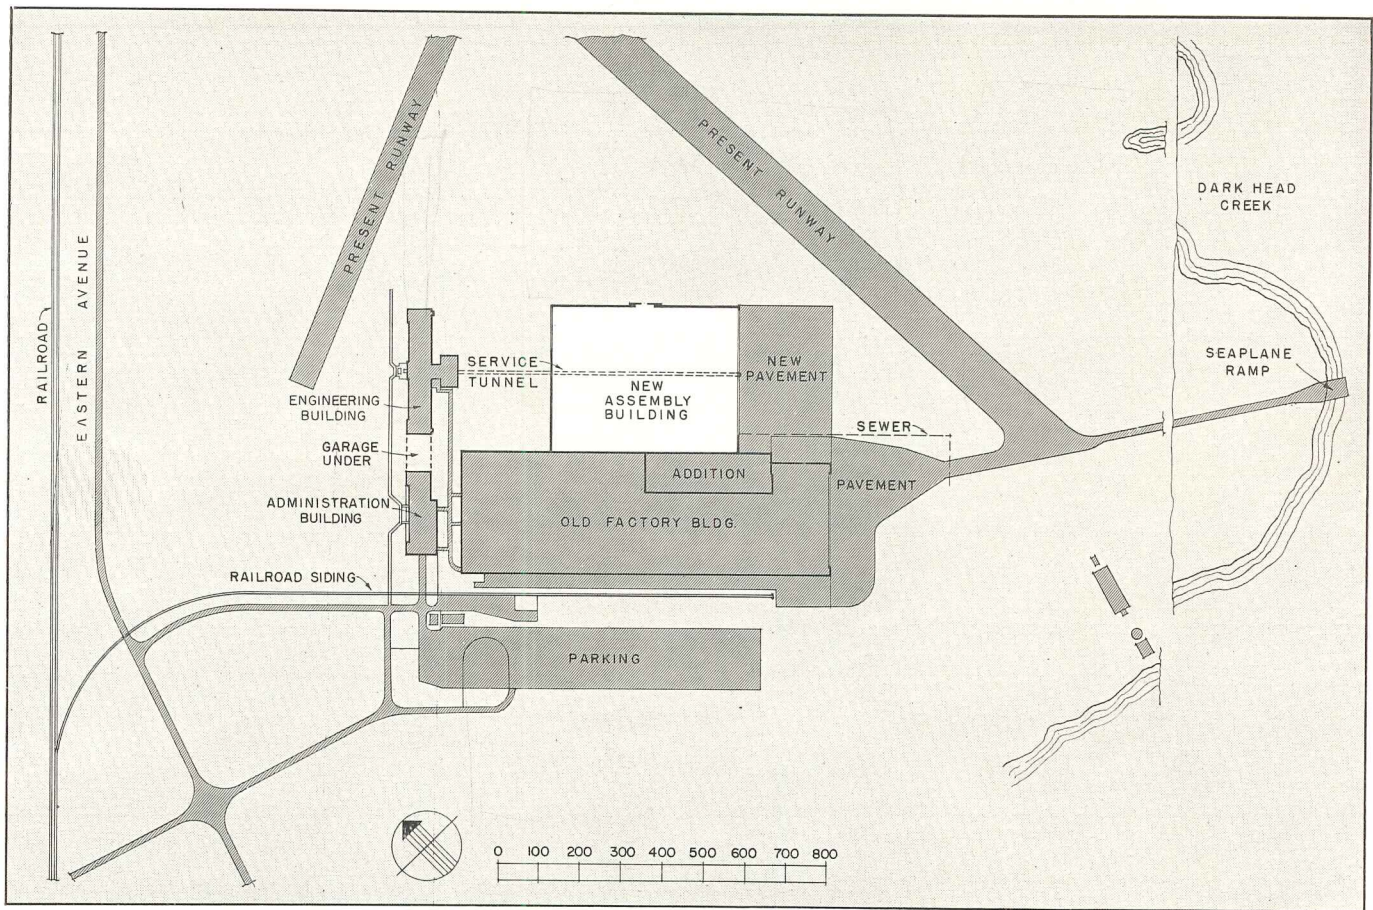 PRESENT RUNWAY
PRESENT RUNWAY
DARK HEAD
CREEK
EASTERN AVENUE
RAILROAD
SERVICE
TUNNEL
NEW
ASSEMBLY
BUILDING
NEW
PAVEMENT
SEAPLANE
RAMP
ENGINEERING
BUILDING
GARAGE
UNDER
SEWER
ADDITION
PAVEMENT
ADMINISTRATION
BUILDING
OLD FACTORY BLDG.
RAILROAD SIDING
PARKING
0 100 200 300 400 500 600 700 800